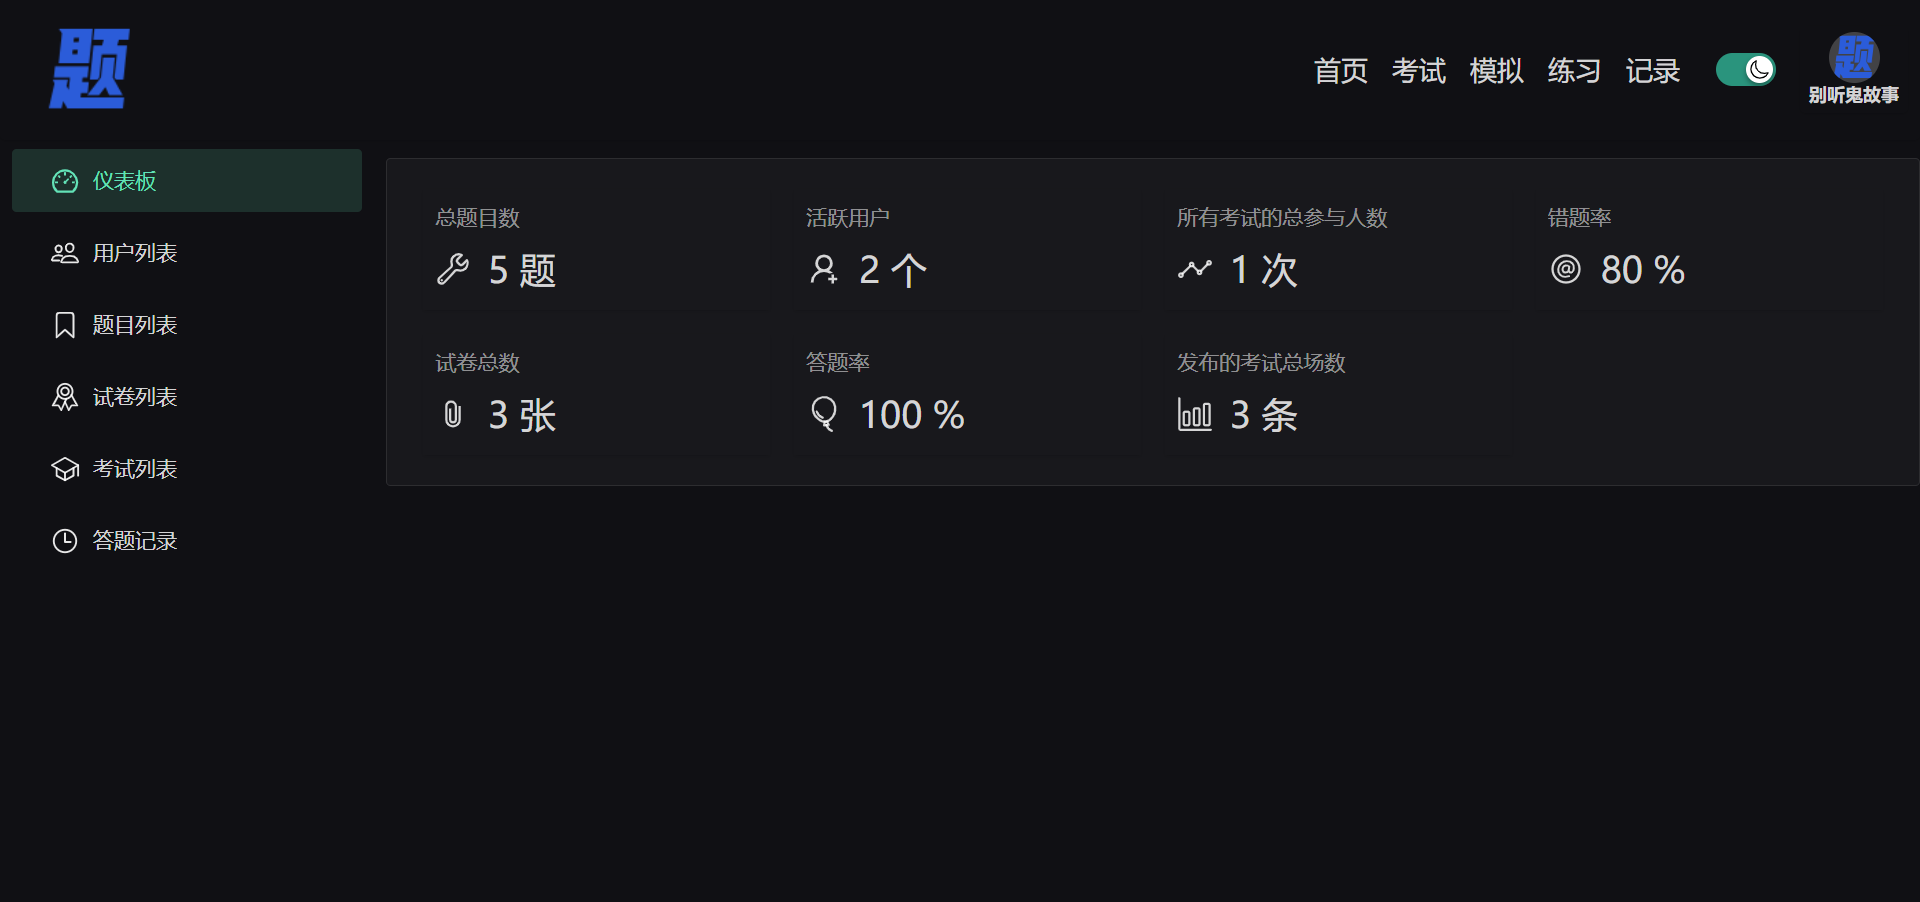 题
首页 考试 模拟 练习 记录
题
别听鬼故事
仪表板
用户列表
题目列表
试卷列表
考试列表
答题记录
总题目数
5 题
活跃用户
2 个
所有考试的总参与人数
1 次
错题率
80 %
试卷总数
3 张
答题率
100 %
发布的考试总场数
3 条